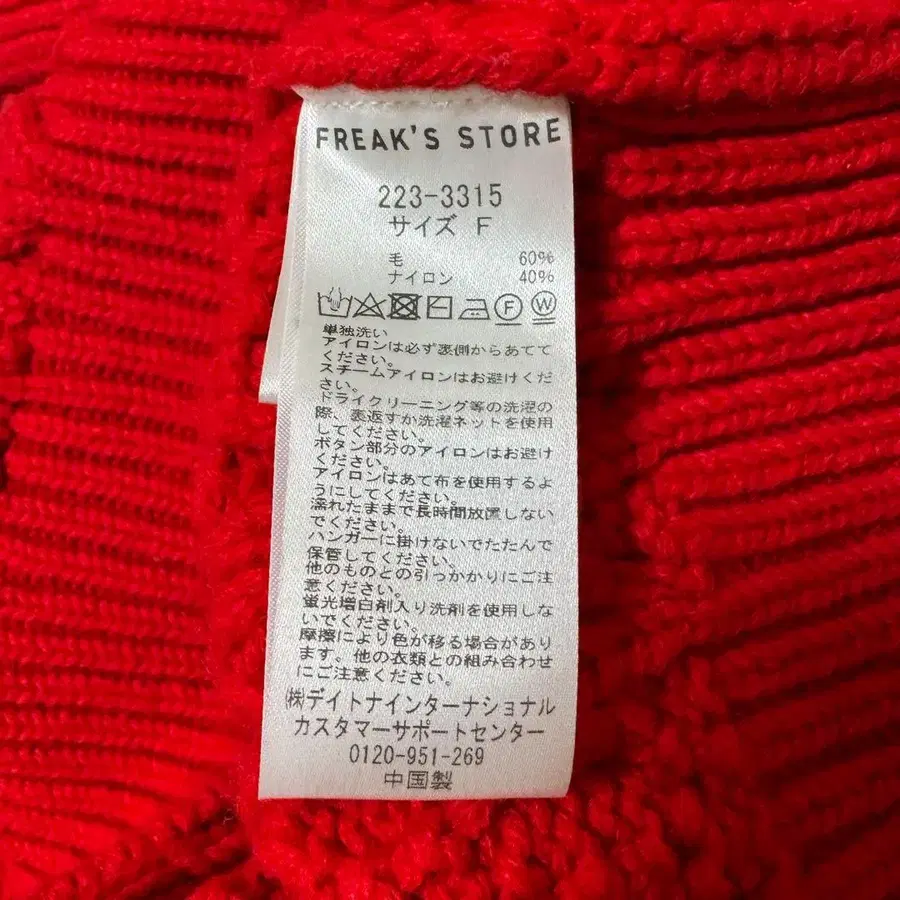 FREAK'S STORE
223-3315
サイズ F
毛 60%
ナイロン 40%
F W
単独洗い
アイロンは必ず裏側からあてて
ください。
スチームアイロンはお避けくだ
さい。
ドライクリーニング等の洗濯の
際、裏返すか洗濯ネットを使用
してください。
ボタン部分のアイロンはお避け
ください。
アイロンはあて布を使用するよ
うにしてください。
濡れたままで長時間放置しない
でください。
ハンガーに掛けないでたたんで
保管してください。
他のものとの引っかかりにご注
意ください。
蛍光増白剤入り洗剤を使用しな
いでください。
摩擦により色が移る場合があり
ます。他の衣類との組み合わせ
にご注意ください。
㈱デイトナインターナショナル
カスタマーサポートセンター
0120-951-269
中国製